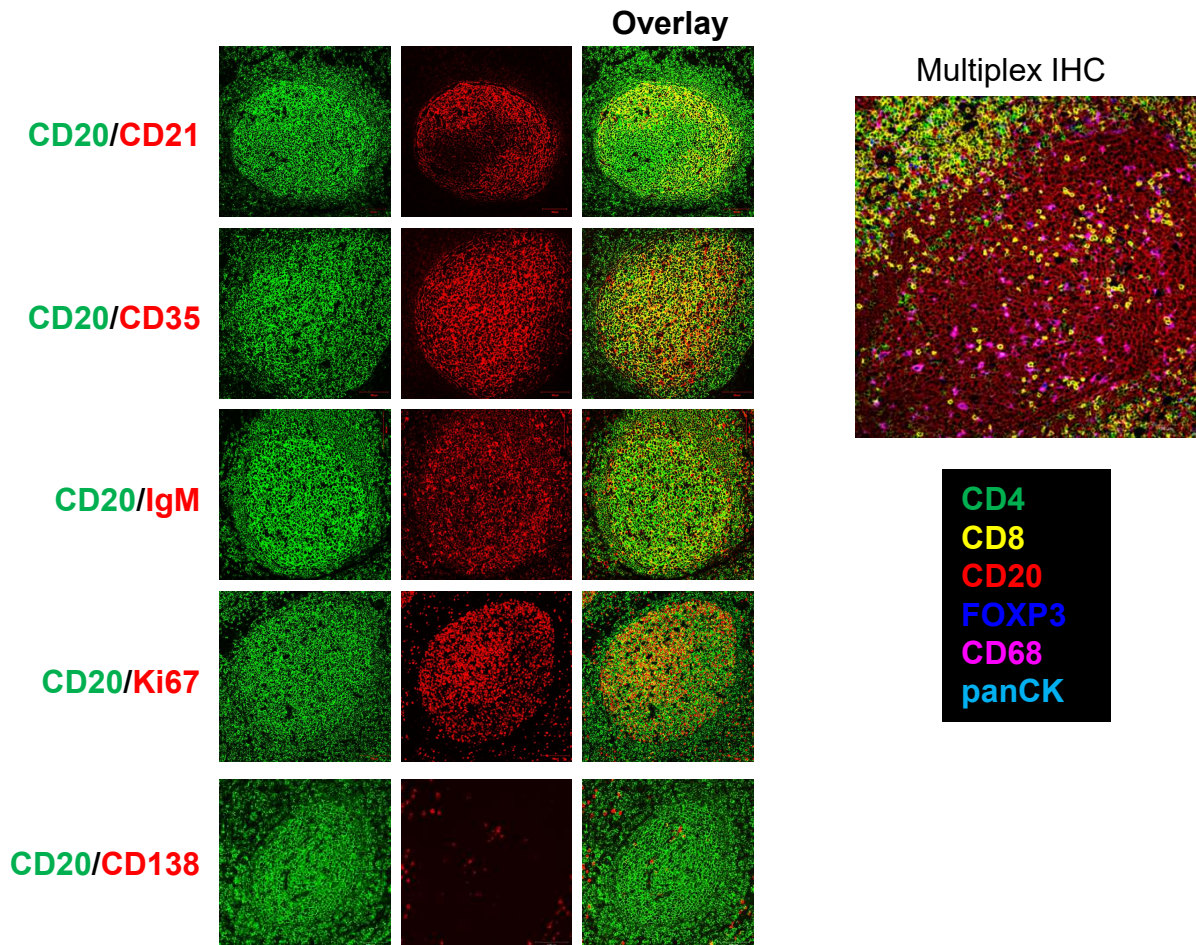 Overlay
Multiplex IHC
CD20/CD21
CD20/CD35
CD20/IgM
CD20/Ki67
CD20/CD138
CD4
CD8
CD20
FOXP3
CD68
panCK